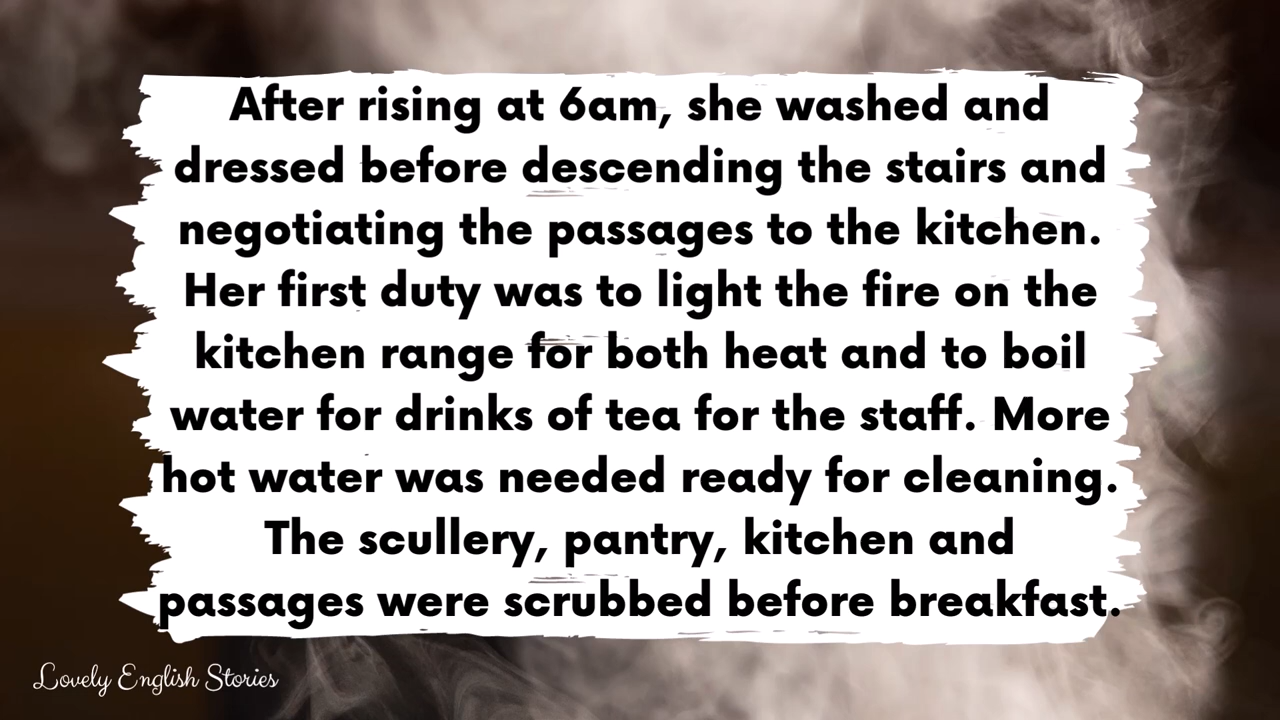 After rising at 6am, she washed and
dressed before descending the stairs and
negotiating the passages to the kitchen.
Her first duty was to light the fire on the
kitchen range for both heat and to boil
water for drinks of tea for the staff. More
hot water was needed ready for cleaning.
The scullery, pantry, kitchen and
passages were scrubbed before breakfast.
Lovely English Stories